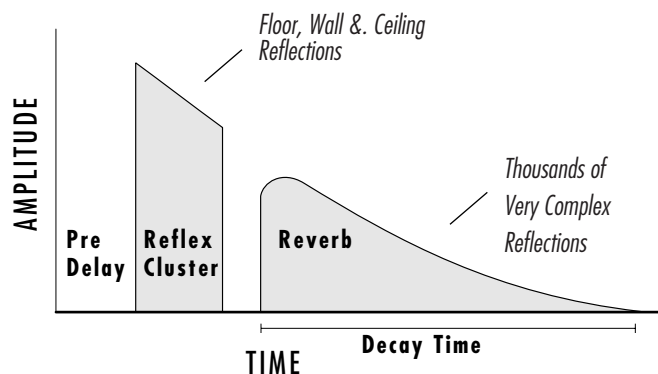 Floor, Wall &. Ceiling
Reflections
AMPLITUDE
Thousands of
Very Complex
Reflections
Pre
Delay
Reflex
Cluster
Reverb
Decay Time
TIME